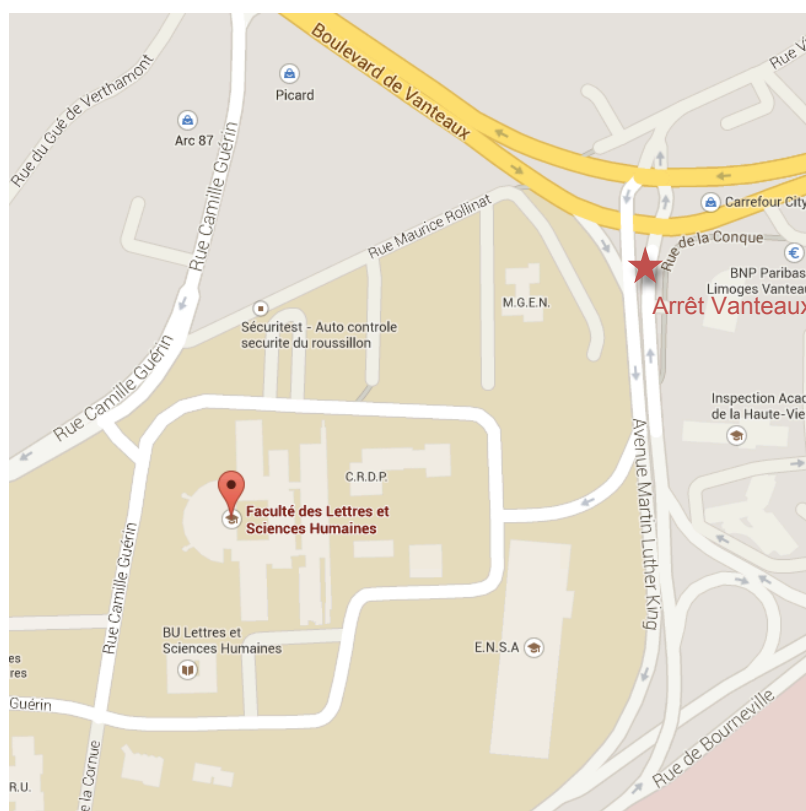 Boulevard de Vanteaux
Rue du Gué de Verthamont
Picard
Arc 87
Rue Camille Guérin
Rue Maurice Rollinat
Carrefour City
Rue de la Conque
BNP Paribas
Limoges Vanteau
Arrêt Vanteaux
M.G.E.N.
Sécuritest - Auto controle
securite du roussillon
Rue Camille Guérin
Inspection Acad
de la Haute-Vie
Avenue Martin Luther King
C.R.D.P.
Faculté des Lettres et
Sciences Humaines
Rue Camille Guérin
BU Lettres et
Sciences Humaines
E.N.S.A
Guérin
Rue de Bourneville
de la Cornue
R.U.